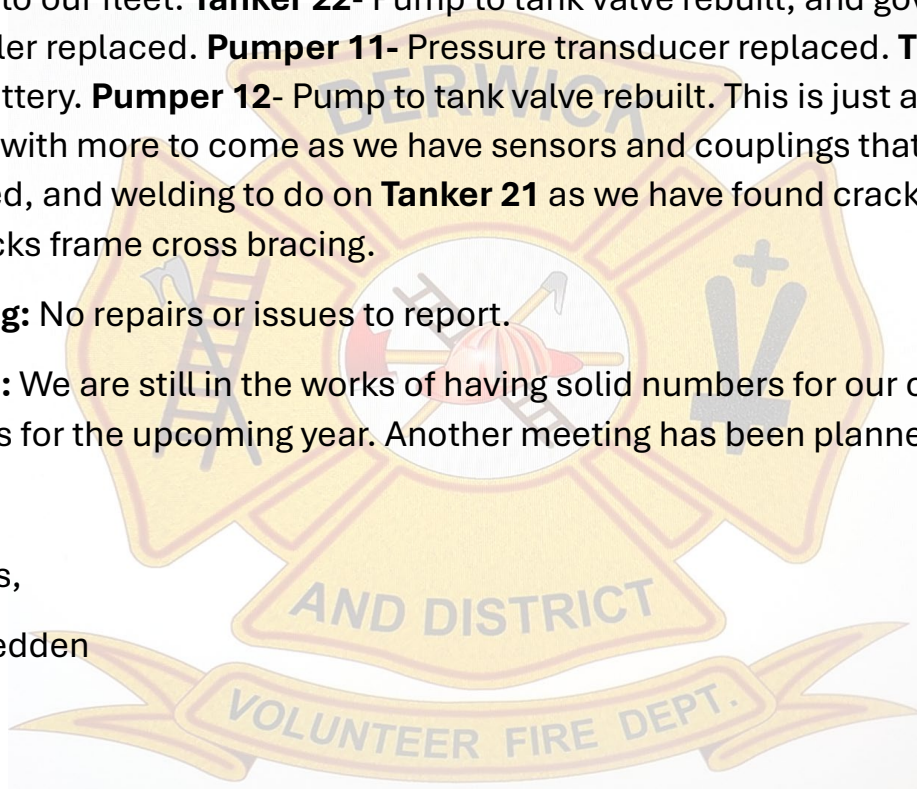 to our fleet. Tanker 22- Pump to tank valve rebuilt, and gov
ler replaced. Pumper 11- Pressure transducer replaced. T
ttery. Pumper 12- Pump to tank valve rebuilt. This is just a
with more to come as we have sensors and couplings that
ed, and welding to do on Tanker 21 as we have found crack
cks frame cross bracing.
g: No repairs or issues to report.
: We are still in the works of having solid numbers for our c
s for the upcoming year. Another meeting has been planne
s,
edden
BERWICK
AND DISTRICT
VOLUNTEER FIRE DEPT.